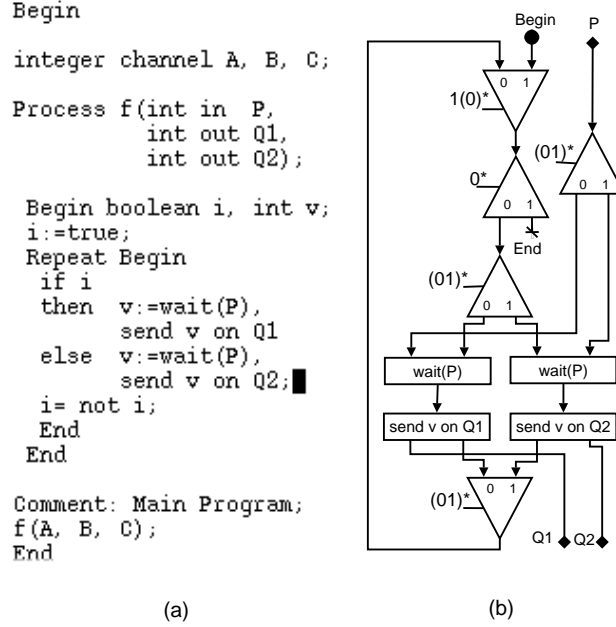 Begin
integer channel A, B, C;
Process f(int in P,
int out Q1,
int out Q2);
Begin boolean i, int v;
i:=true;
Repeat Begin
if i
then v:=wait(P),
send v on Q1
else v:=wait(P),
send v on Q2;
i= not i;
End
End
Comment: Main Program;
f(A, B, C);
End
(a)
Begin
P
0 1
1(0)*
(01)*
0 1
0*
0 1
End
(01)*
0 1
wait(P)
wait(P)
send v on Q1
send v on Q2
0 1
(01)*
Q1
Q2
(b)